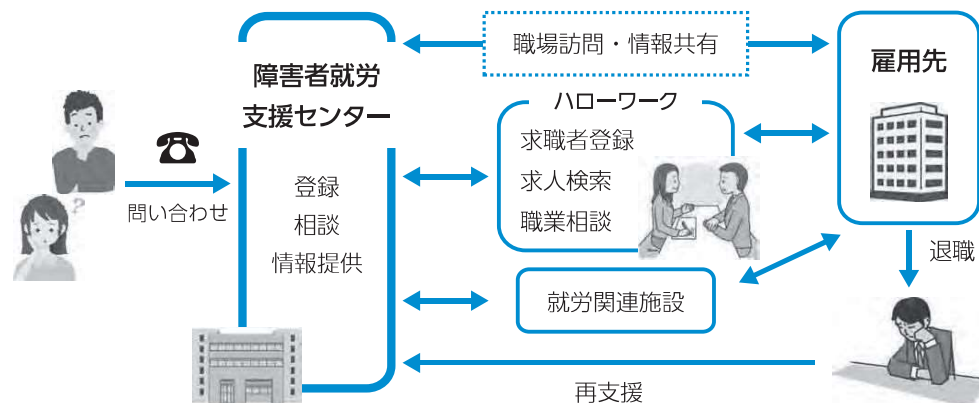 職場訪問・情報共有
雇用先
障害者就労
支援センター
ハローワーク
求職者登録
求人検索
職業相談
問い合わせ
?
登録
相談
情報提供
就労関連施設
退職
再支援